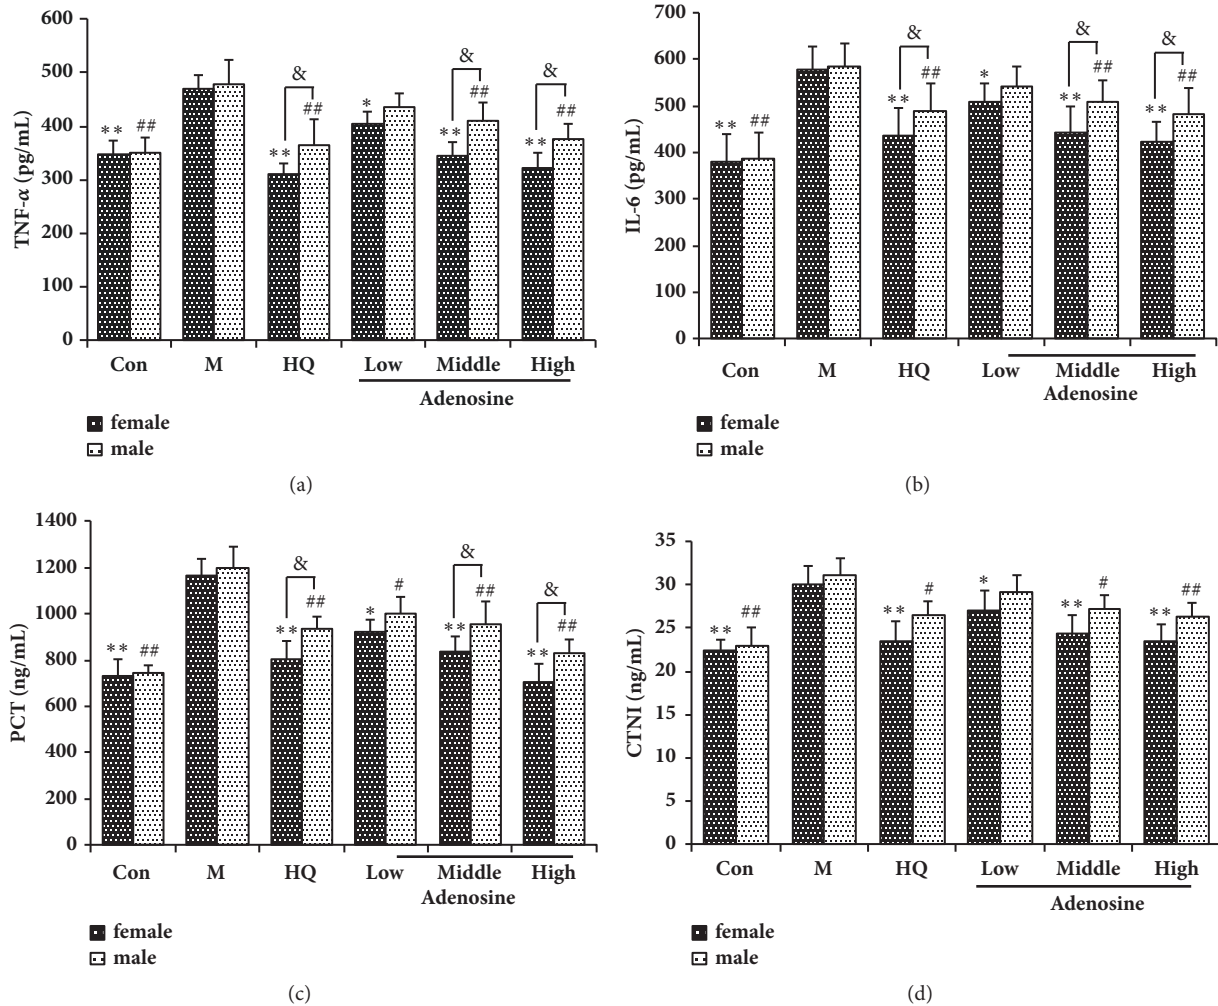 600
500
400
300
200
100
0
TNF-α (pg/mL)
** ## ** ## & * ** ## & ** ## &
Con M HQ Low Middle High
Adenosine
female
male
(a)
700
600
500
400
300
200
100
0
IL-6 (pg/mL)
** ## ** ## & * ** ## & ** ## &
Con M HQ Low Middle High
Adenosine
female
male
(b)
1400
1200
1000
800
600
400
200
0
PCT (ng/mL)
** ## ** ## & * # ** ## & ** ## &
Con M HQ Low Middle High
Adenosine
female
male
(c)
35
30
25
20
15
10
5
0
CTNI (ng/mL)
** ## ** # * ** # ** ##
Con M HQ Low Middle High
Adenosine
female
male
(d)